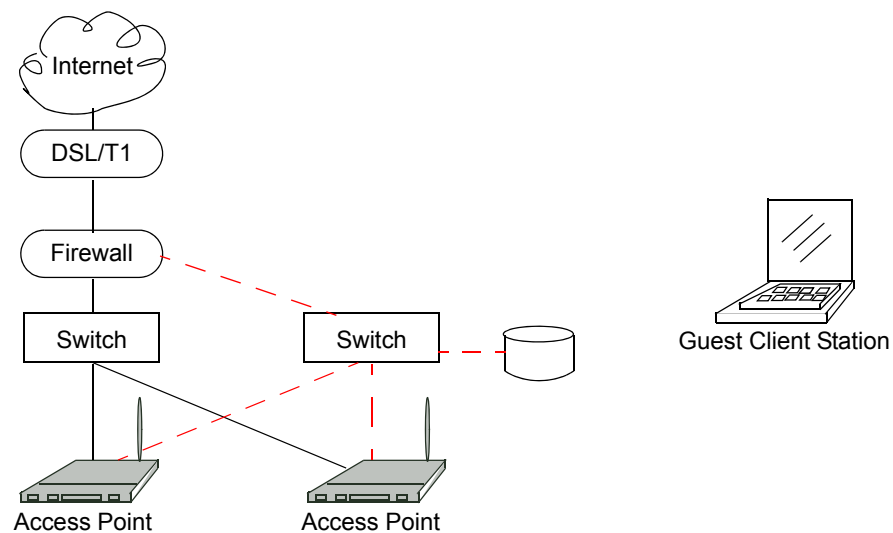 Internet
DSL/T1
Firewall
Switch
Switch
Guest Client Station
Access Point
Access Point